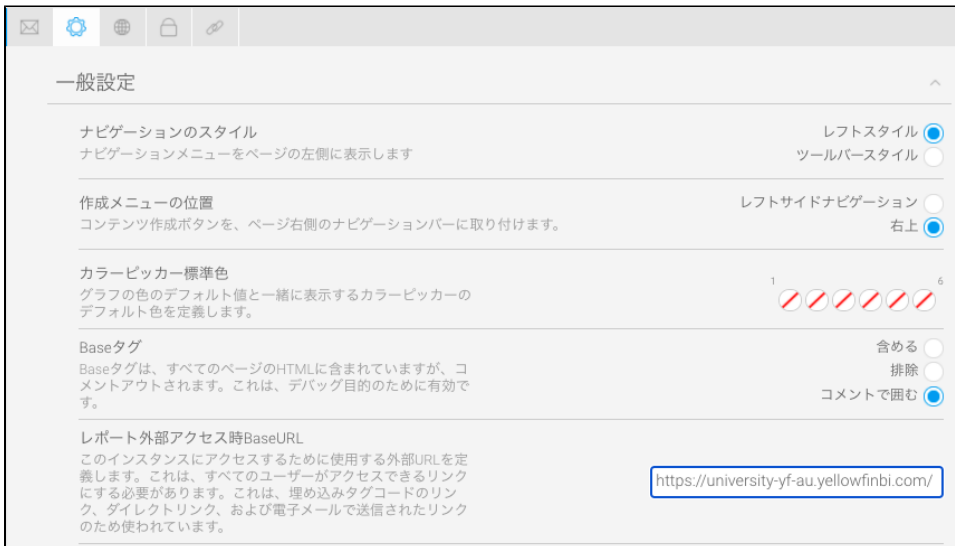 一般設定
ナビゲーションのスタイル
ナビゲーションメニューをページの左側に表示します
レフトスタイル
ツールバースタイル
作成メニューの位置
コンテンツ作成ボタンを、ページ右側のナビゲーションバーに取り付けます。
レフトサイドナビゲーション
右上
カラーピッカー標準色
グラフの色のデフォルト値と一緒に表示するカラーピッカーの
デフォルト色を定義します。
1
6
Baseタグ
Baseタグは、すべてのページのHTMLに含まれていますが、コ
メントアウトされます。これは、デバッグ目的のために有効で
す。
含める
排除
コメントで囲む
レポート外部アクセス時BaseURL
このインスタンスにアクセスするために使用する外部URLを定
義します。これは、すべてのユーザーがアクセスできるリンク
にする必要があります。これは、埋め込みタグコードのリン
ク、ダイレクトリンク、および電子メールで送信されたリンク
のため使われています。
https://university-yf-au.yellowfinbi.com/